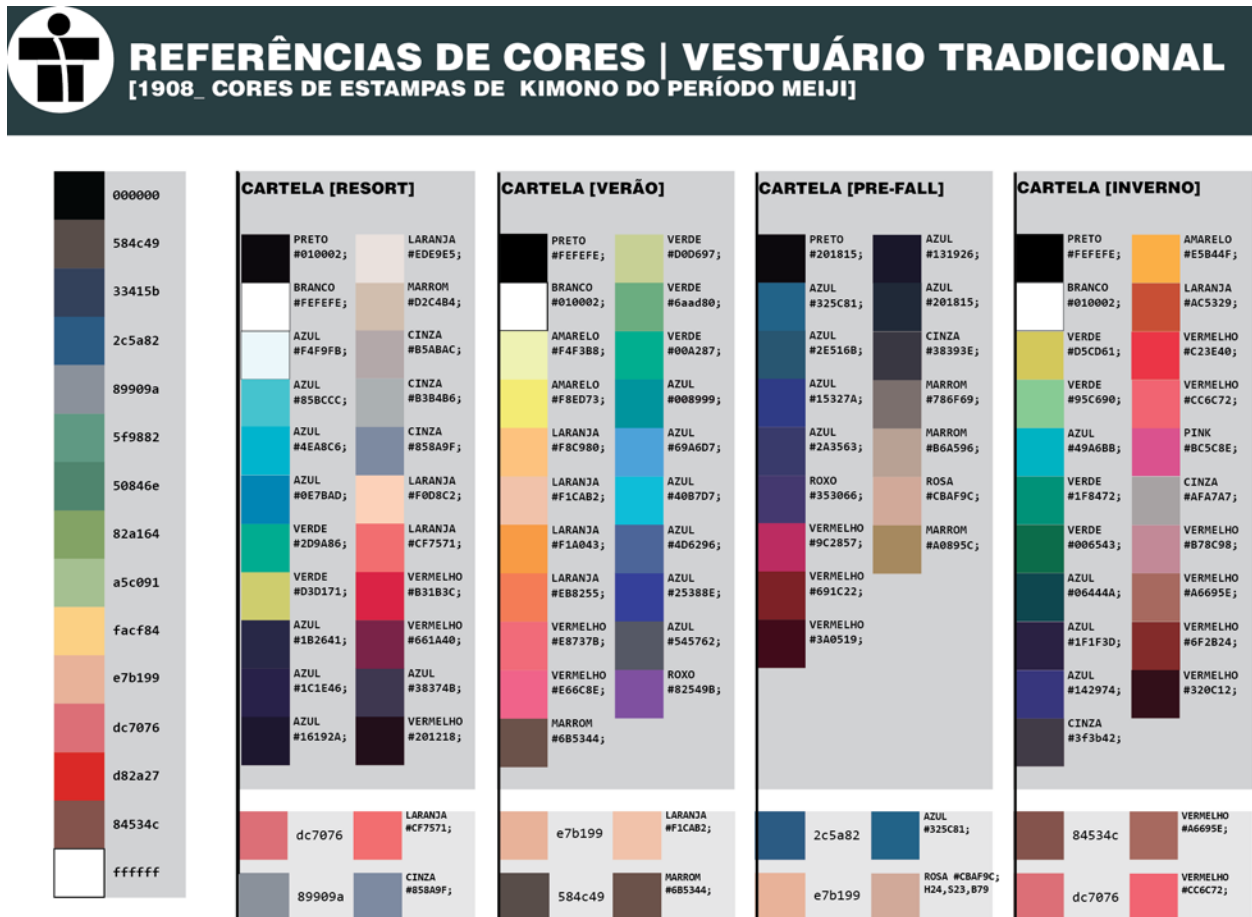 REFERÊNCIAS DE CORES | VESTUÁRIO TRADICIONAL
[1908_ CORES DE ESTAMPAS DE KIMONO DO PERÍODO MEIJI]
000000
584c49
33415b
2c5a82
89909a
5f9882
50846e
82a164
a5c091
facf84
e7b199
dc7076
d82a27
84534c
ffffff
CARTELA [RESORT]
PRETO
#010002;
BRANCO
#FEFEFE;
AZUL
#F4F9FB;
AZUL
#85BCCC;
AZUL
#4EA8C6;
AZUL
#0E7BAD;
VERDE
#2D9A86;
VERDE
#D3D171;
AZUL
#1B2641;
AZUL
#1C1E46;
AZUL
#16192A;
LARANJA
#EDE9E5;
MARROM
#D2C4B4;
CINZA
#B5ABAC;
CINZA
#B3B4B6;
CINZA
#858A9F;
LARANJA
#F0D8C2;
LARANJA
#CF7571;
VERMELHO
#B31B3C;
VERMELHO
#661A40;
AZUL
#38374B;
VERMELHO
#201218;
dc7076
LARANJA
#CF7571;
89909a
CINZA
#858A9F;
CARTELA [VERÃO]
PRETO
#FEFEFE;
BRANCO
#010002;
AMARELO
#F4F3B8;
AMARELO
#F8ED73;
LARANJA
#F8C980;
LARANJA
#F1CAB2;
LARANJA
#F1A043;
LARANJA
#EB8255;
VERMELHO
#E8737B;
VERMELHO
#E66C8E;
MARROM
#6B5344;
VERDE
#D0D697;
VERDE
#6aad80;
VERDE
#00A287;
AZUL
#008999;
AZUL
#69A6D7;
AZUL
#40B7D7;
AZUL
#4D6296;
AZUL
#25388E;
AZUL
#545762;
ROXO
#82549B;
e7b199
LARANJA
#F1CAB2;
584c49
MARROM
#6B5344;
CARTELA [PRE-FALL]
PRETO
#201815;
AZUL
#325C81;
AZUL
#2E516B;
AZUL
#15327A;
AZUL
#2A3563;
ROXO
#353066;
VERMELHO
#9C2857;
VERMELHO
#691C22;
VERMELHO
#3A0519;
AZUL
#131926;
AZUL
#201815;
CINZA
#38393E;
MARROM
#786F69;
MARROM
#B6A596;
ROSA
#CBAF9C;
MARROM
#A0895C;
2c5a82
AZUL
#325C81;
e7b199
ROSA #CBAF9C;
H24,S23,B79
CARTELA [INVERNO]
PRETO
#FEFEFE;
BRANCO
#010002;
VERDE
#D5CD61;
VERDE
#95C690;
AZUL
#49A6BB;
VERDE
#1F8472;
VERDE
#006543;
AZUL
#06444A;
AZUL
#1F1F3D;
AZUL
#142974;
CINZA
#3f3b42;
AMARELO
#E5B44F;
LARANJA
#AC5329;
VERMELHO
#C23E40;
VERMELHO
#CC6C72;
PINK
#BC5C8E;
CINZA
#AFA7A7;
VERMELHO
#B78C98;
VERMELHO
#A6695E;
VERMELHO
#6F2B24;
VERMELHO
#320C12;
84534c
VERMELHO
#A6695E;
dc7076
VERMELHO
#CC6C72;